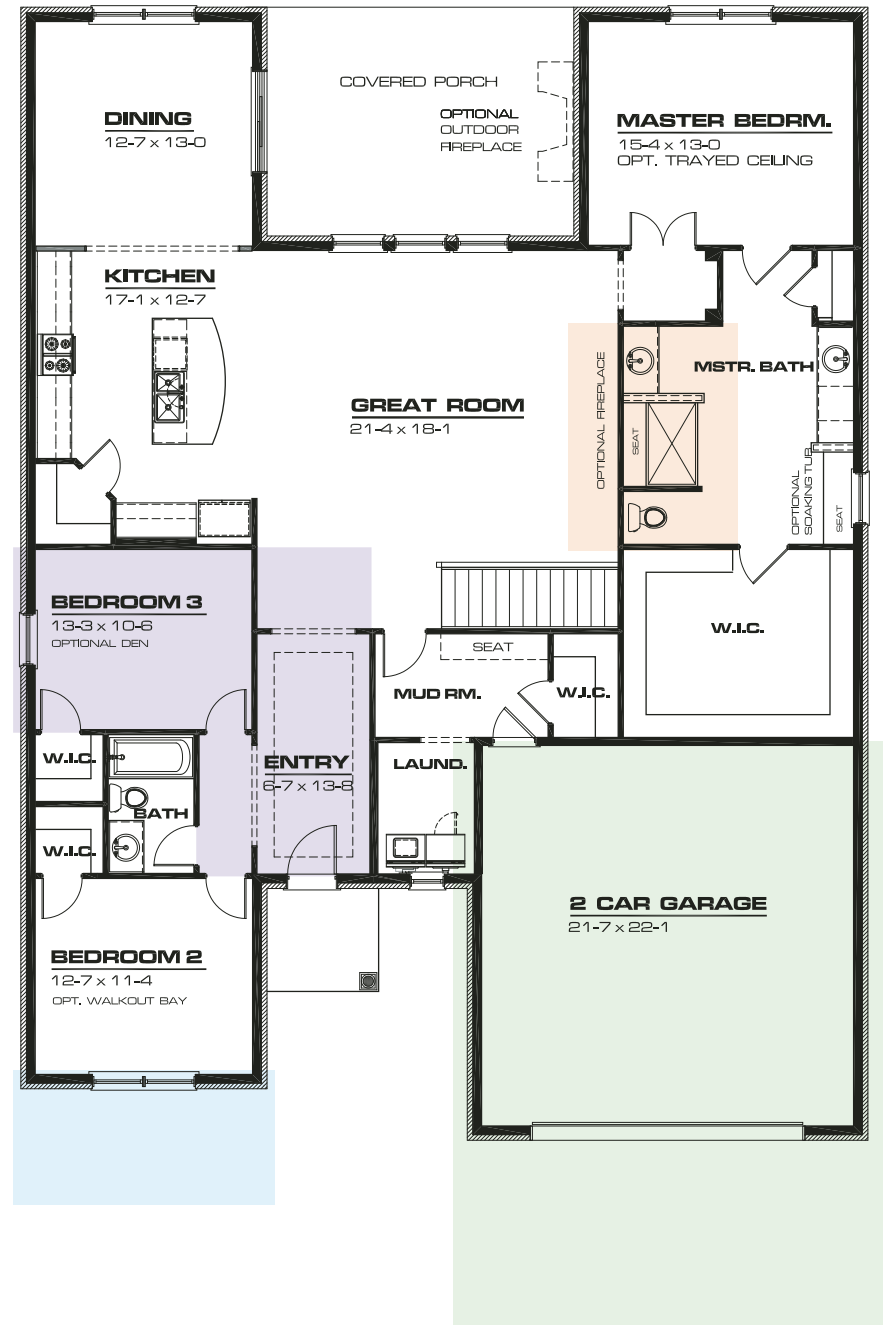 COVERED PORCH
OPTIONAL
OUTDOOR
FIREPLACE
DINING
12-7 x 13-0
MASTER BEDRM.
15-4 x 13-0
OPT. TRAYED CEILING
KITCHEN
17-1 x 12-7
GREAT ROOM
21-4 x 18-1
OPTIONAL FIREPLACE
MSTR. BATH
SEAT
OPTIONAL
SOAKING TUB
SEAT
BEDROOM 3
13-3 x 10-6
OPTIONAL DEN
W.I.C.
SEAT
MUD RM.
W.I.C.
W.I.C.
ENTRY
6-7 x 13-8
LAUND.
BATH
W.I.C.
2 CAR GARAGE
21-7 x 22-1
BEDROOM 2
12-7 x 11-4
OPT. WALKOUT BAY